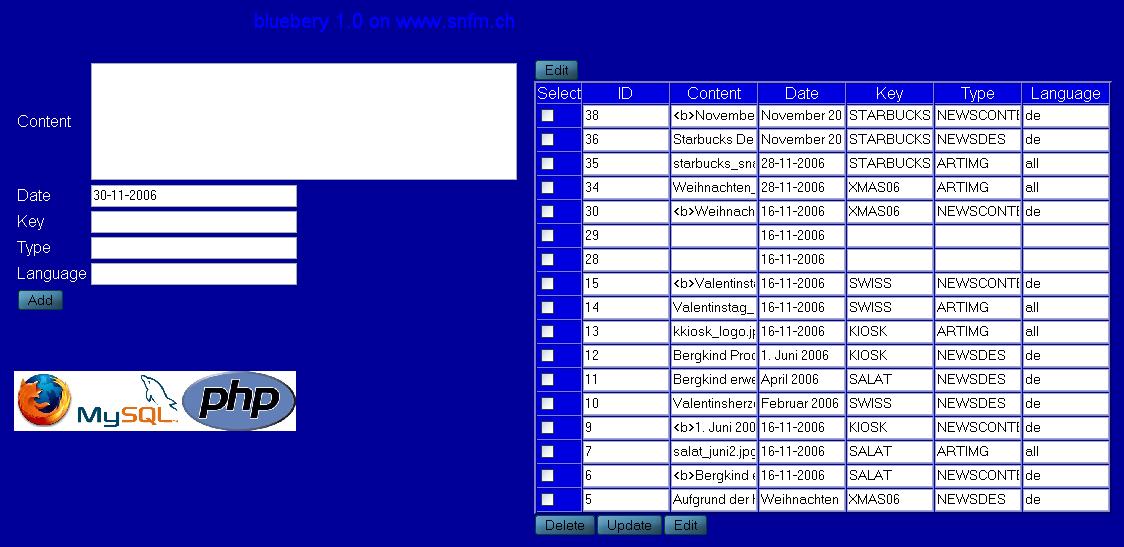 bluebery 1.0 on www.snfm.ch
Content
Date 30-11-2006
Key
Type
Language
Add
Firefox MySQL php
Edit
Select ID Content Date Key Type Language
38 <b>Novembe November 20 STARBUCKS NEWSCONTE de
36 Starbucks De November 20 STARBUCKS NEWSDES de
35 starbucks_sna 28-11-2006 STARBUCKS ARTIMG all
34 Weihnachten_ 28-11-2006 XMAS06 ARTIMG all
30 <b>Weihnach 16-11-2006 XMAS06 NEWSCONTE de
29 16-11-2006
28 16-11-2006
15 <b>Valentinst 16-11-2006 SWISS NEWSCONTE de
14 Valentinstag_ 16-11-2006 SWISS ARTIMG all
13 kkiosk_logo.jp 16-11-2006 KIOSK ARTIMG all
12 Bergkind Proc 1. Juni 2006 KIOSK NEWSDES de
11 Bergkind erwe April 2006 SALAT NEWSDES de
10 Valentinsherz Februar 2006 SWISS NEWSDES de
9 <b>1. Juni 200 16-11-2006 KIOSK NEWSCONTE de
7 salat_juni2.jpg 16-11-2006 SALAT ARTIMG all
6 <b>Bergkind e 16-11-2006 SALAT NEWSCONTE de
5 Aufgrund der Weihnachten XMAS06 NEWSDES de
Delete Update Edit